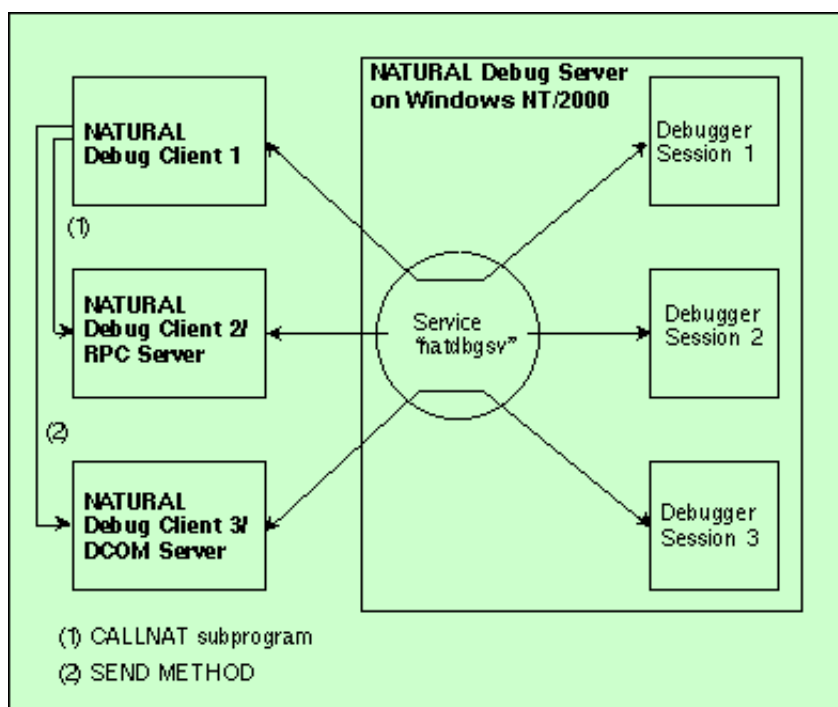 NATURAL
Debug Client 1
NATURAL Debug Server
on Windows NT/2000
Debugger
Session 1
(1)
NATURAL
Debug Client 2/
RPC Server
Service
"natdbgsv"
Debugger
Session 2
(2)
NATURAL
Debug Client 3/
DCOM Server
Debugger
Session 3
(1) CALLNAT subprogram
(2) SEND METHOD